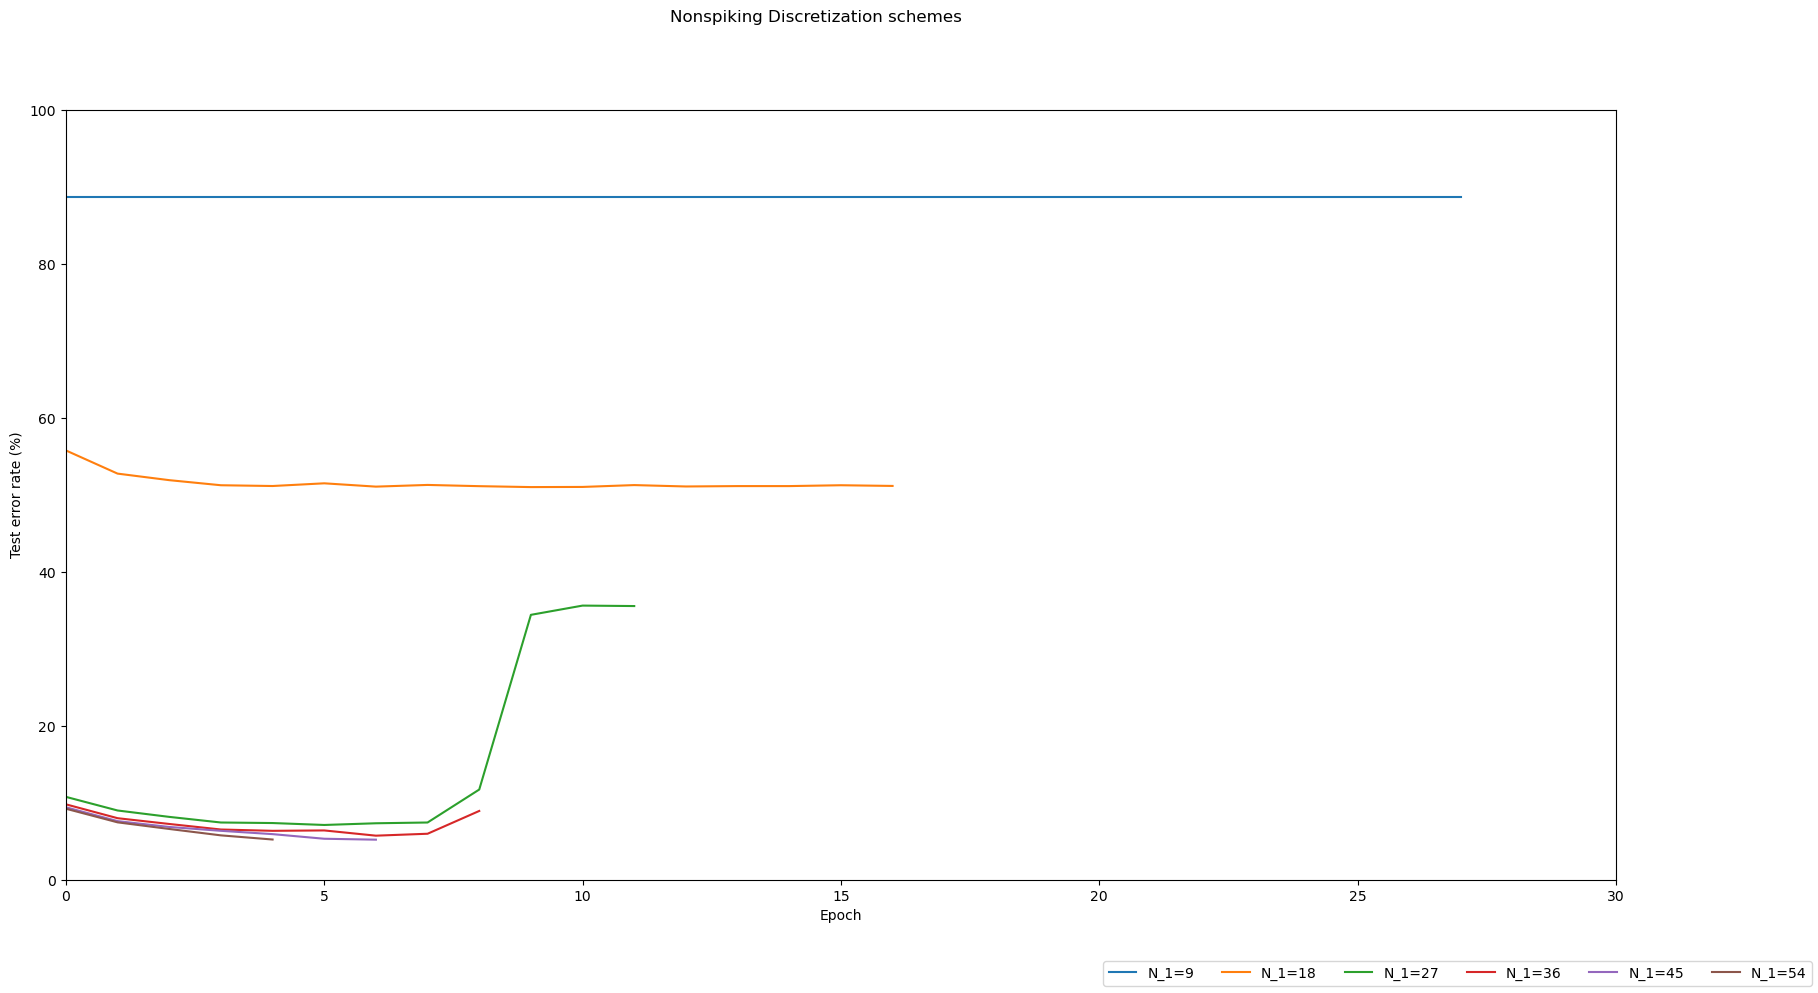 Nonspiking Discretization schemes
100
80
60
40
20
0
Test error rate (%)
0 5 10 15 20 25 30
Epoch
N_1=9 N_1=18 N_1=27 N_1=36 N_1=45 N_1=54